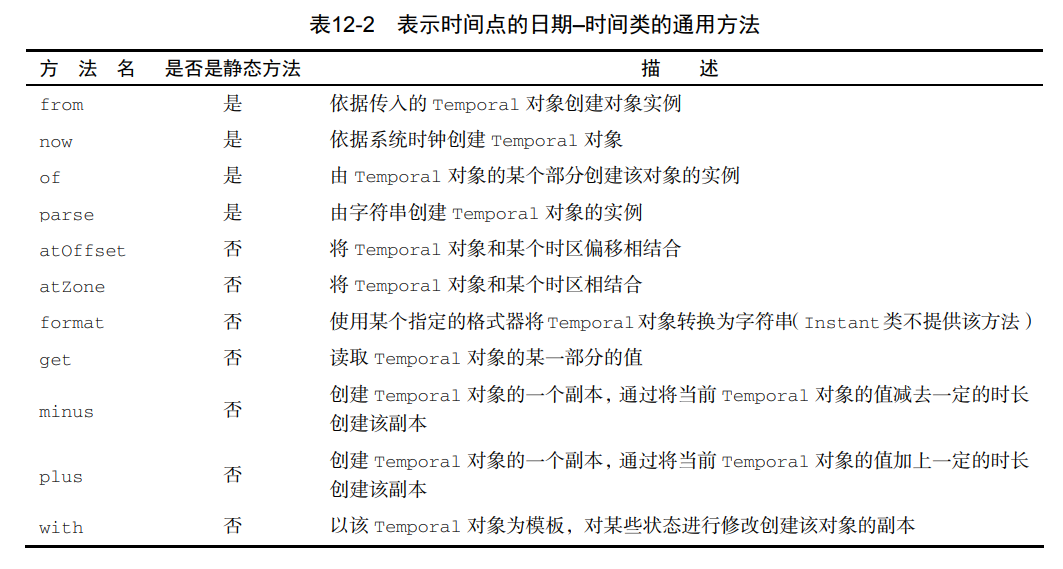 表12-2 表示时间点的日期–时间类的通用方法
方 法 名 是否是静态方法 描 述
from 是 依据传入的 Temporal 对象创建对象实例
now 是 依据系统时钟创建 Temporal 对象
of 是 由 Temporal 对象的某个部分创建该对象的实例
parse 是 由字符串创建 Temporal 对象的实例
atOffset 否 将 Temporal 对象和某个时区偏移相结合
atZone 否 将 Temporal 对象和某个时区相结合
format 否 使用某个指定的格式器将 Temporal 对象转换为字符串(Instant 类不提供该方法)
get 否 读取 Temporal 对象的某一部分的值
minus 否 创建 Temporal 对象的一个副本,通过将当前 Temporal 对象的值减去一定的时长
创建该副本
plus 否 创建 Temporal 对象的一个副本,通过将当前 Temporal 对象的值加上一定的时长
创建该副本
with 否 以该 Temporal 对象为模板,对某些状态进行修改创建该对象的副本